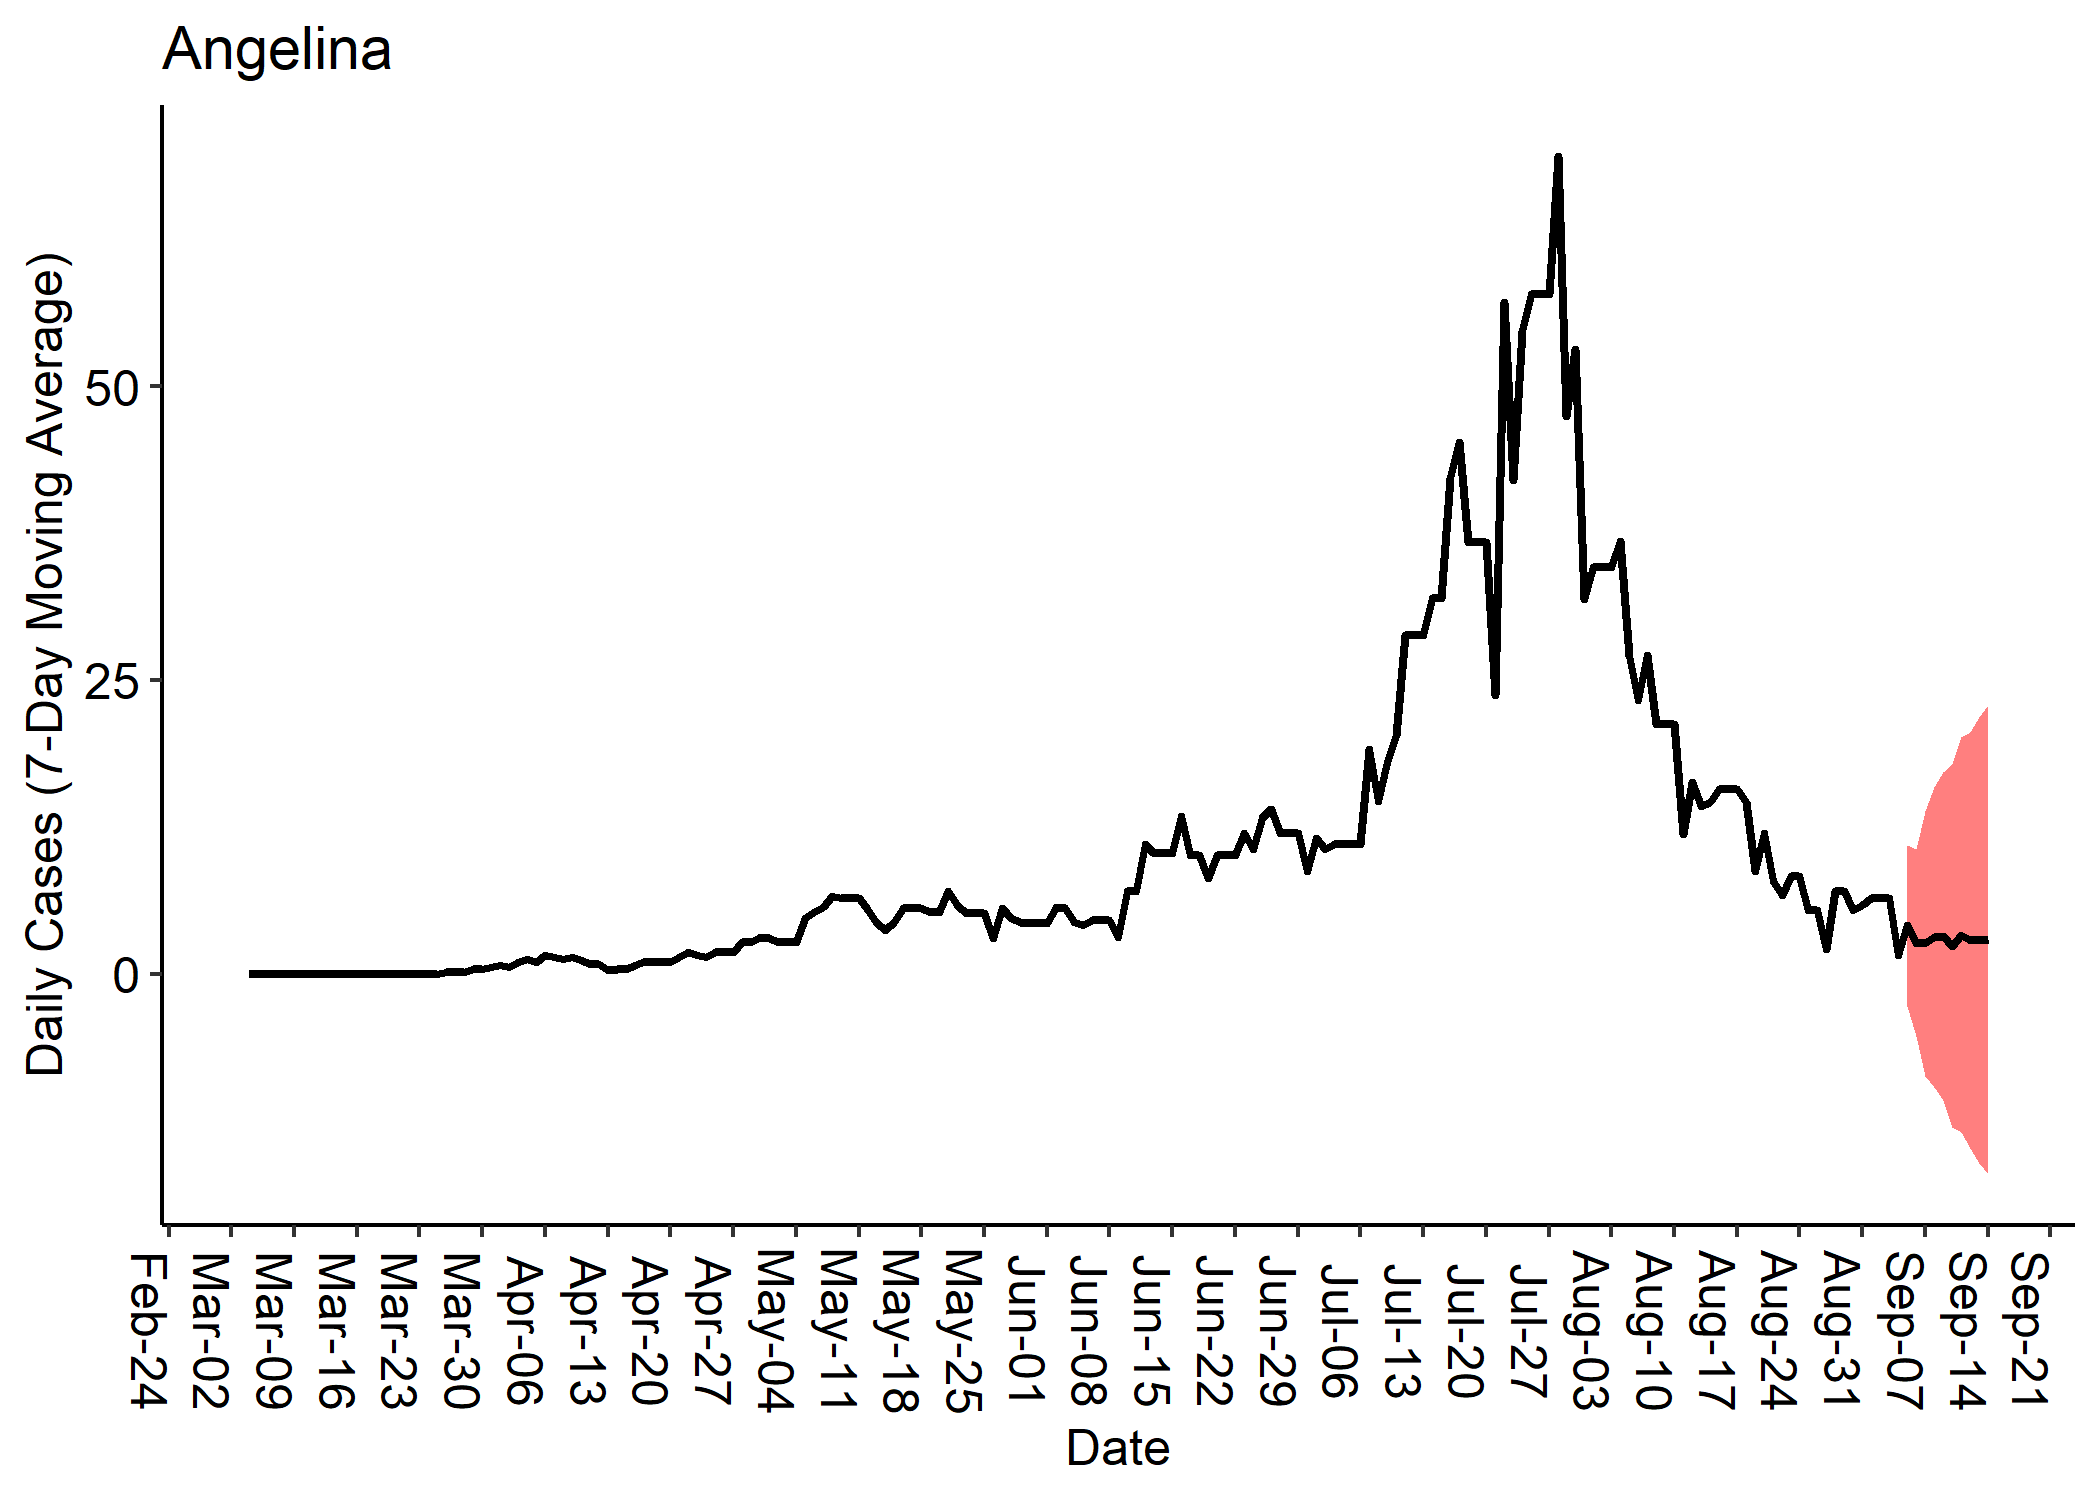 Angelina
Daily Cases (7-Day Moving Average)
50
25
0
Feb-24
Mar-02
Mar-09
Mar-16
Mar-23
Mar-30
Apr-06
Apr-13
Apr-20
Apr-27
May-04
May-11
May-18
May-25
Jun-01
Jun-08
Jun-15
Jun-22
Jun-29
Jul-06
Jul-13
Jul-20
Jul-27
Aug-03
Aug-10
Aug-17
Aug-24
Aug-31
Sep-07
Sep-14
Sep-21
Date